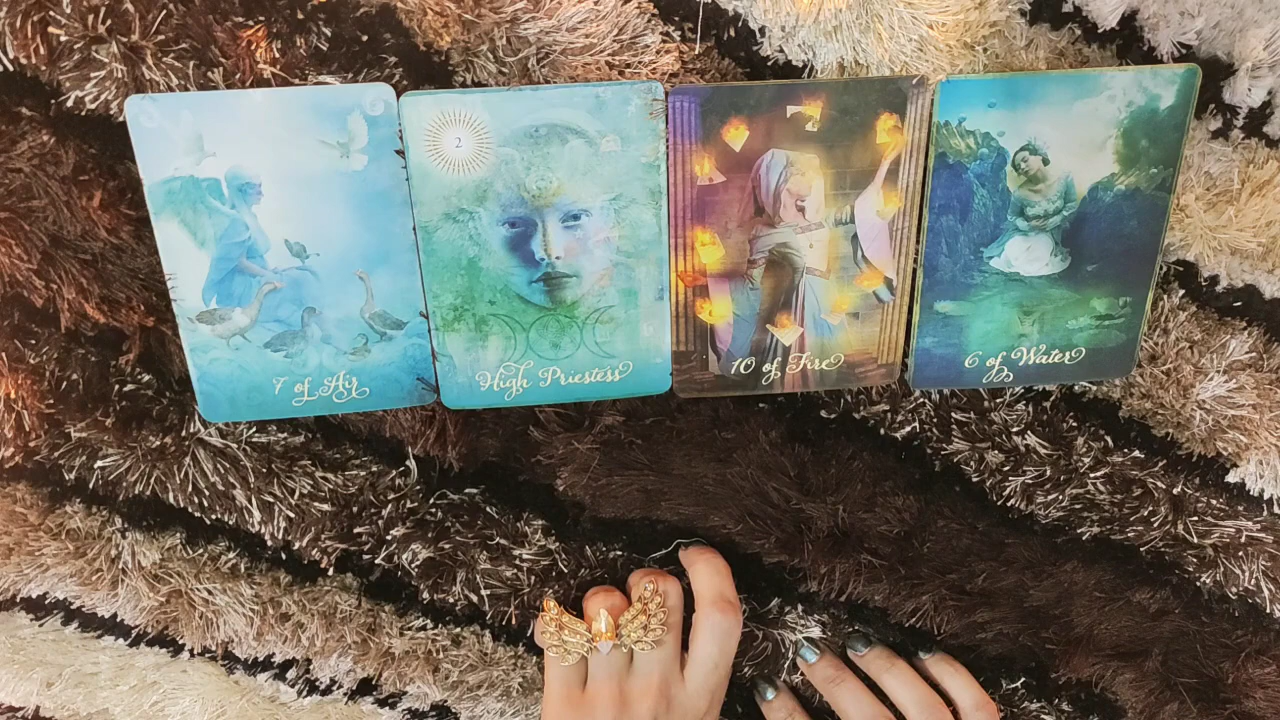 7 of Air
2
High Priestess
10 of Fire
6 of Water